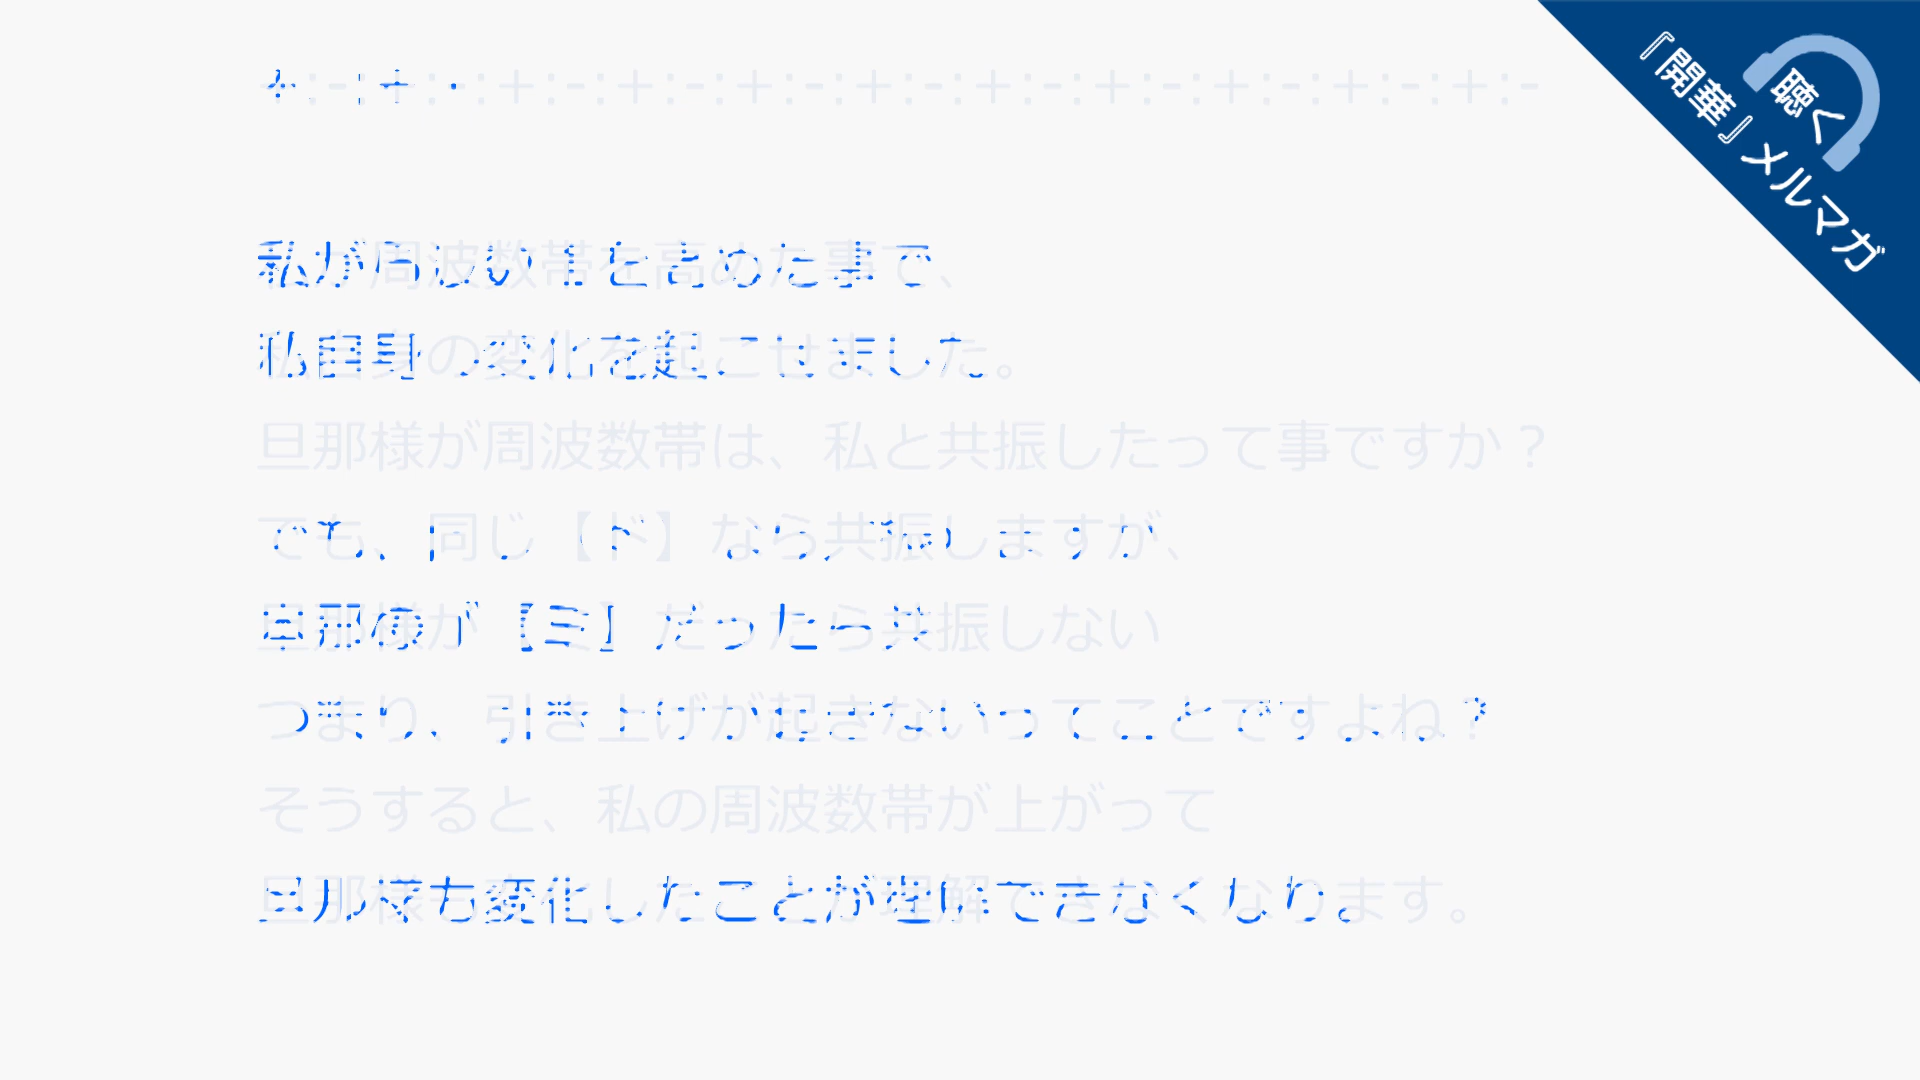 +:-:+:-:+:-:+:-:+:-:+:-:+:-:+:-:+:-:+:-:+:-
私が周波数帯を高めた事で、
私自身の変化を起こせました。
旦那様が周波数帯は、私と共振したって事ですか？
でも、同じ【ド】なら共振しますが、
旦那様が【ミ】だったら共振しない
つまり、引き上げが起きないってことですよね？
そうすると、私の周波数帯が上がって
旦那様も変化したことが理解できなくなります。
聴く
『開華』メルマガ